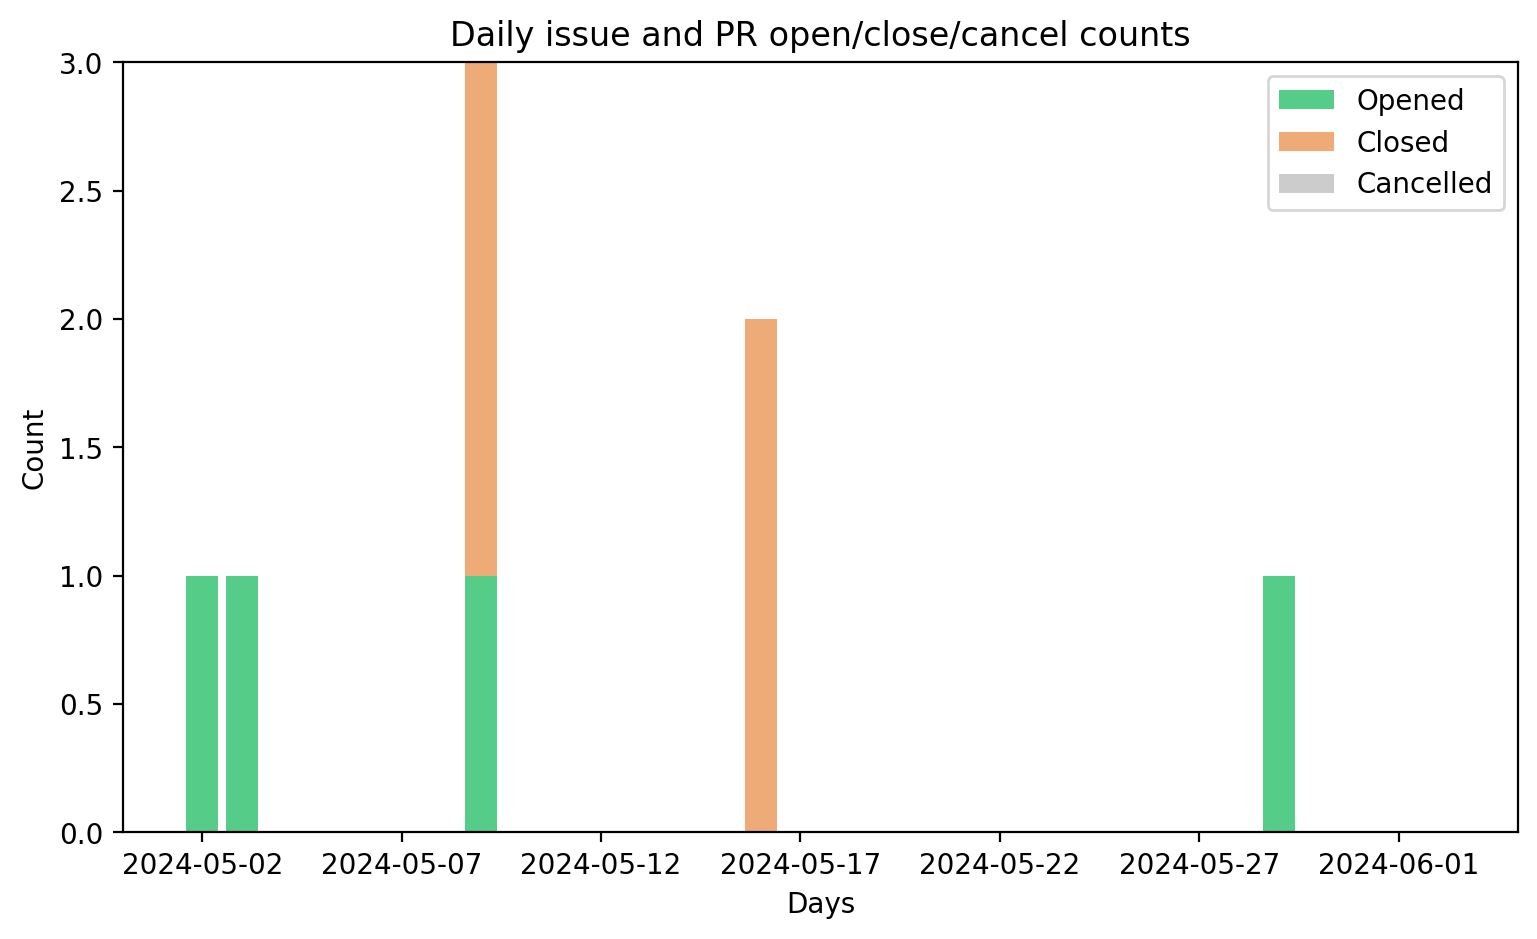 Daily issue and PR open/close/cancel counts
3.0
2.5
2.0
1.5
1.0
0.5
0.0
Count
Opened
Closed
Cancelled
2024-05-02 2024-05-07 2024-05-12 2024-05-17 2024-05-22 2024-05-27 2024-06-01
Days